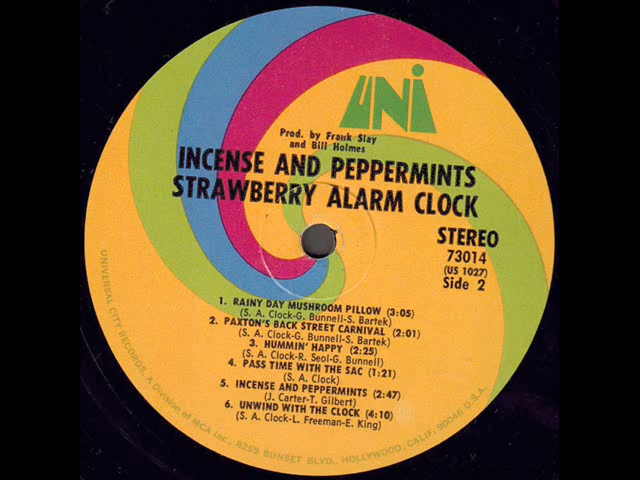 UNI
Prod. by Frank Slay
and Bill Holmes
INCENSE AND PEPPERMINTS
STRAWBERRY ALARM CLOCK
STEREO
73014
(US 1027)
Side 2
1. RAINY DAY MUSHROOM PILLOW (3:05)
(S. A. Clock-G. Bunnell-S. Bartek)
2. PAXTON'S BACK STREET CARNIVAL (2:01)
(S. A. Clock-G. Bunnell-S. Bartek)
3. HUMMIN' HAPPY (2:25)
(S. A. Clock-R. Seol-G. Bunnell)
4. PASS TIME WITH THE SAC (1:21)
(S. A. Clock)
5. INCENSE AND PEPPERMINTS (2:47)
(J. Carter-T. Gilbert)
6. UNWIND WITH THE CLOCK (4:10)
(S. A. Clock-L. Freeman-E. King)
UNIVERSAL CITY RECORDS, A DIVISION OF MCA Inc., 8255 SUNSET BLVD., HOLLYWOOD, CALIF. 90046 U.S.A.